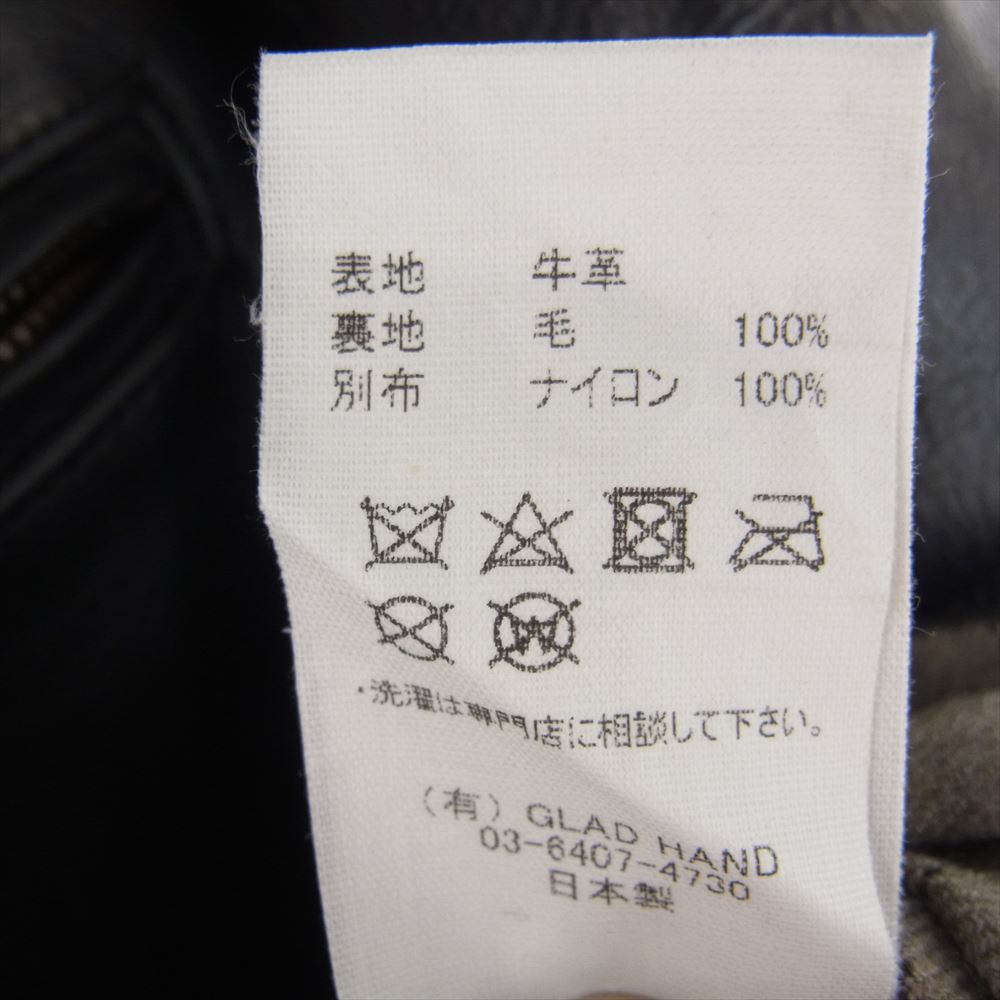 表地 牛革
裏地 毛 100%
別布 ナイロン 100%
W
・洗濯は専門店に相談して下さい。
(有) GLAD HAND
03-6407-4730
日本製